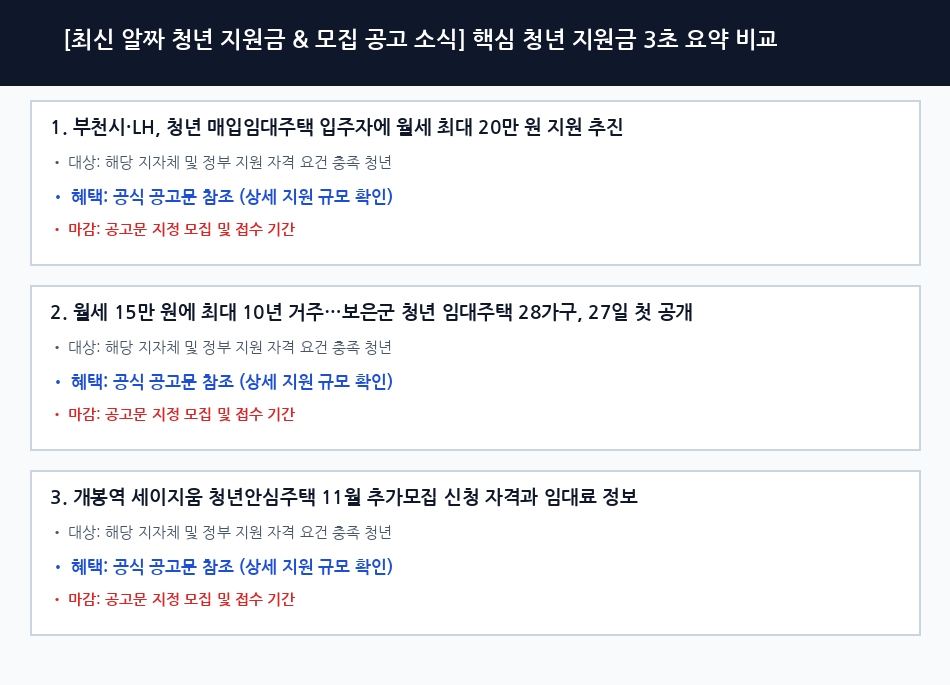 [최신 알짜 청년 지원금 & 모집 공고 소식] 핵심 청년 지원금 3초 요약 비교
1. 부천시·LH, 청년 매입임대주택 입주자에 월세 최대 20만 원 지원 추진
• 대상: 해당 지자체 및 정부 지원 자격 요건 충족 청년
• 혜택: 공식 공고문 참조 (상세 지원 규모 확인)
• 마감: 공고문 지정 모집 및 접수 기간
2. 월세 15만 원에 최대 10년 거주…보은군 청년 임대주택 28가구, 27일 첫 공개
• 대상: 해당 지자체 및 정부 지원 자격 요건 충족 청년
• 혜택: 공식 공고문 참조 (상세 지원 규모 확인)
• 마감: 공고문 지정 모집 및 접수 기간
3. 개봉역 세이지움 청년안심주택 11월 추가모집 신청 자격과 임대료 정보
• 대상: 해당 지자체 및 정부 지원 자격 요건 충족 청년
• 혜택: 공식 공고문 참조 (상세 지원 규모 확인)
• 마감: 공고문 지정 모집 및 접수 기간